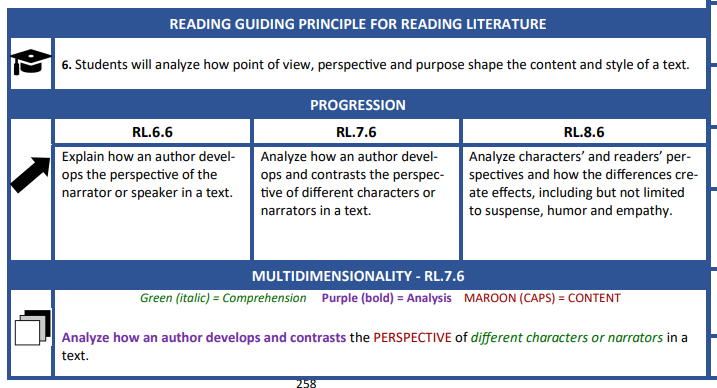 READING GUIDING PRINCIPLE FOR READING LITERATURE
6. Students will analyze how point of view, perspective and purpose shape the content and style of a text.
PROGRESSION
RL.6.6
Explain how an author devel-
ops the perspective of the
narrator or speaker in a text.
RL.7.6
Analyze how an author devel-
ops and contrasts the perspec-
tive of different characters or
narrators in a text.
RL.8.6
Analyze characters’ and readers’ per-
spectives and how the differences cre-
ate effects, including but not limited
to suspense, humor and empathy.
MULTIDIMENSIONALITY - RL.7.6
Green (italic) = Comprehension Purple (bold) = Analysis MAROON (CAPS) = CONTENT
Analyze how an author develops and contrasts the PERSPECTIVE of different characters or narrators in a
text.
258